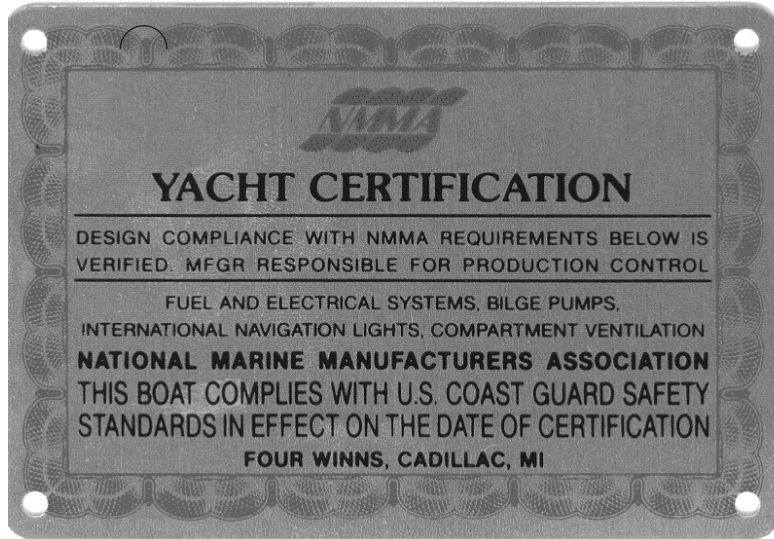 NMMA
YACHT CERTIFICATION
DESIGN COMPLIANCE WITH NMMA REQUIREMENTS BELOW IS
VERIFIED. MFGR RESPONSIBLE FOR PRODUCTION CONTROL
FUEL AND ELECTRICAL SYSTEMS, BILGE PUMPS,
INTERNATIONAL NAVIGATION LIGHTS, COMPARTMENT VENTILATION
NATIONAL MARINE MANUFACTURERS ASSOCIATION
THIS BOAT COMPLIES WITH U.S. COAST GUARD SAFETY
STANDARDS IN EFFECT ON THE DATE OF CERTIFICATION
FOUR WINNS, CADILLAC, MI